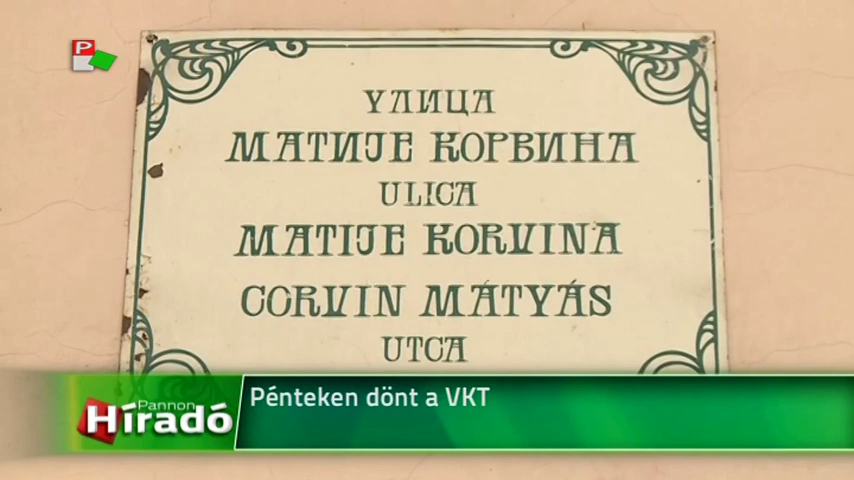 P
УЛИЦА
МАТИЈЕ КОРВИНА
ULICA
MATIJE KORVINA
CORVIN MÁTYÁS
UTCA
Pannon
Híradó
Pénteken dönt a VKT